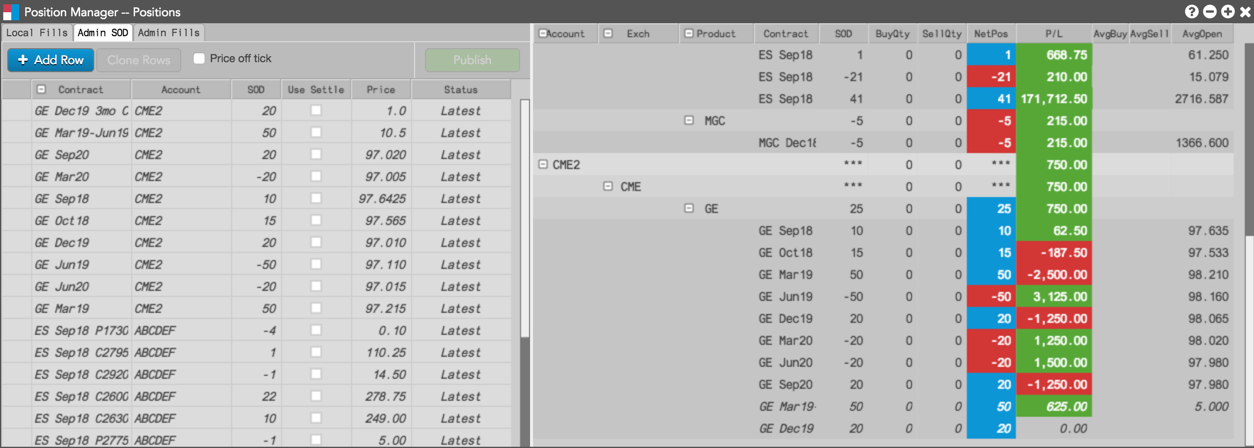 Position Manager -- Positions
Local Fills Admin SOD Admin Fills
+ Add Row Clone Rows Price off tick Publish
Contract Account SOD Use Settle Price Status
GE Dec19 3mo C CME2 20 1.0 Latest
GE Mar19-Jun19 CME2 50 10.5 Latest
GE Sep20 CME2 20 97.020 Latest
GE Mar20 CME2 -20 97.005 Latest
GE Sep18 CME2 10 97.6425 Latest
GE Oct18 CME2 15 97.565 Latest
GE Dec19 CME2 20 97.010 Latest
GE Jun19 CME2 -50 97.110 Latest
GE Jun20 CME2 -20 97.015 Latest
GE Mar19 CME2 50 97.215 Latest
ES Sep18 P1730 ABCDEF -4 0.10 Latest
ES Sep18 C2795 ABCDEF 1 110.25 Latest
ES Sep18 C2920 ABCDEF -1 14.50 Latest
ES Sep18 C2600 ABCDEF 22 278.75 Latest
ES Sep18 C2630 ABCDEF 10 249.00 Latest
ES Sep18 P2775 ABCDEF -1 5.00 Latest
Account Exch Product Contract SOD BuyQty SellQty NetPos P/L AvgBuy AvgSell AvgOpen
ES Sep18 1 0 0 1 668.75 61.250
ES Sep18 -21 0 0 -21 210.00 15.079
ES Sep18 41 0 0 41 171,712.50 2716.587
MGC -5 0 0 -5 215.00
MGC Dec18 -5 0 0 -5 215.00 1366.600
CME2 *** 0 0 *** 750.00
CME *** 0 0 *** 750.00
GE 25 0 0 25 750.00
GE Sep18 10 0 0 10 62.50 97.635
GE Oct18 15 0 0 15 -187.50 97.533
GE Mar19 50 0 0 50 -2,500.00 98.210
GE Jun19 -50 0 0 -50 3,125.00 98.160
GE Dec19 20 0 0 20 -1,250.00 98.065
GE Mar20 -20 0 0 -20 1,250.00 98.020
GE Jun20 -20 0 0 -20 1,500.00 97.980
GE Sep20 20 0 0 20 -1,250.00 97.980
GE Mar19- 50 0 0 50 625.00 5.000
GE Dec19 20 0 0 20 0.00